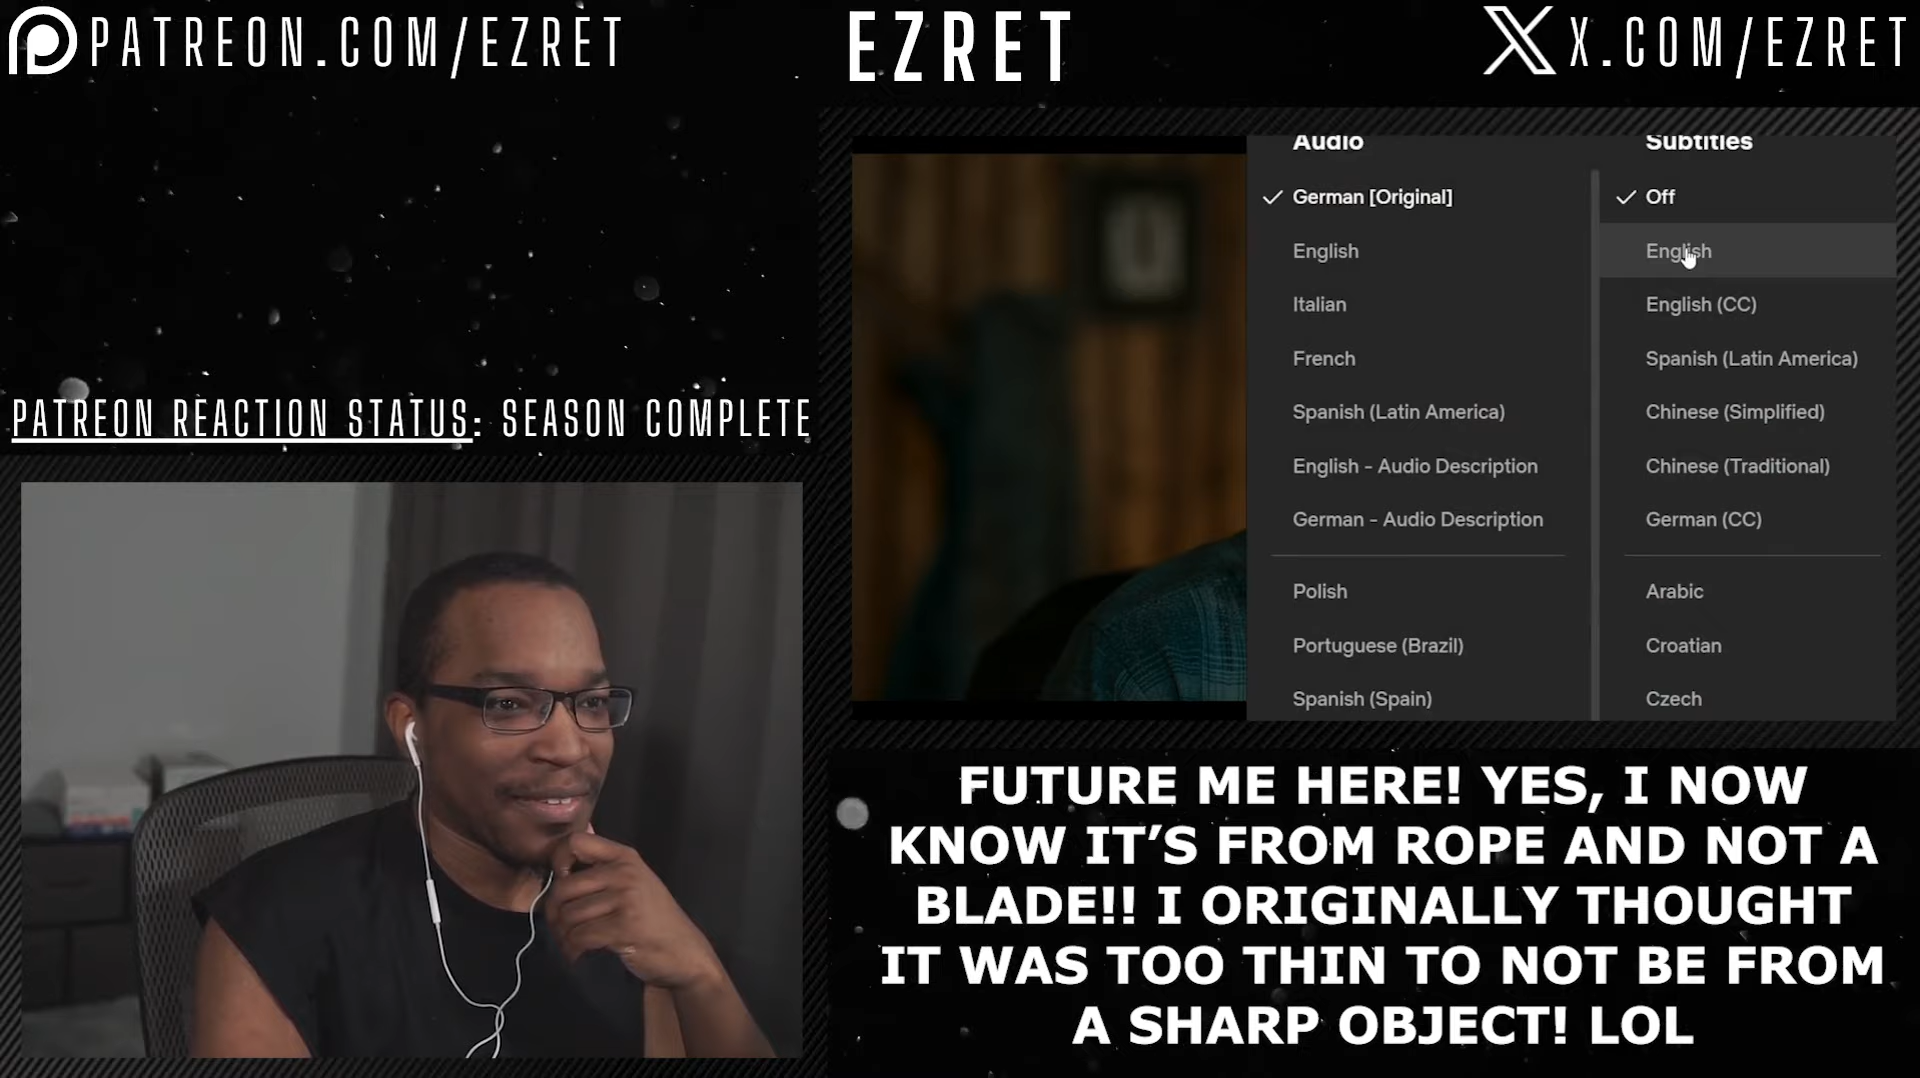 PATREON.COM/EZRET
EZRET
X.COM/EZRET
PATREON REACTION STATUS: SEASON COMPLETE
Audio
German [Original]
English
Italian
French
Spanish (Latin America)
English - Audio Description
German - Audio Description
Polish
Portuguese (Brazil)
Spanish (Spain)
Subtitles
Off
English
English (CC)
Spanish (Latin America)
Chinese (Simplified)
Chinese (Traditional)
German (CC)
Arabic
Croatian
Czech
FUTURE ME HERE! YES, I NOW
KNOW IT’S FROM ROPE AND NOT A
BLADE!! I ORIGINALLY THOUGHT
IT WAS TOO THIN TO NOT BE FROM
A SHARP OBJECT! LOL